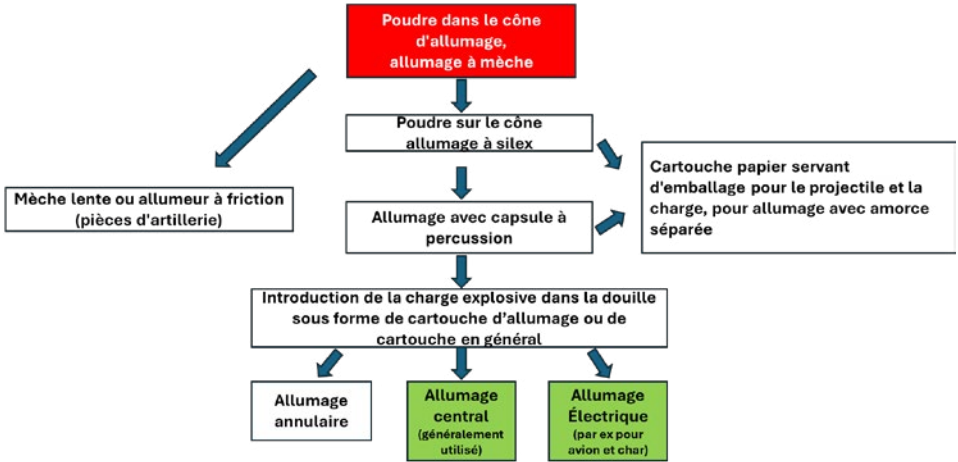 Poudre dans le cône
d'allumage,
allumage à mèche
Poudre sur le cône
allumage à silex
Cartouche papier servant
d'emballage pour le projectile et la
charge, pour allumage avec amorce
séparée
Mèche lente ou allumeur à friction
(pièces d'artillerie)
Allumage avec capsule à
percussion
Introduction de la charge explosive dans la douille
sous forme de cartouche d’allumage ou de
cartouche en général
Allumage
annulaire
Allumage
central
(généralement
utilisé)
Allumage
Électrique
(par ex pour
avion et char)